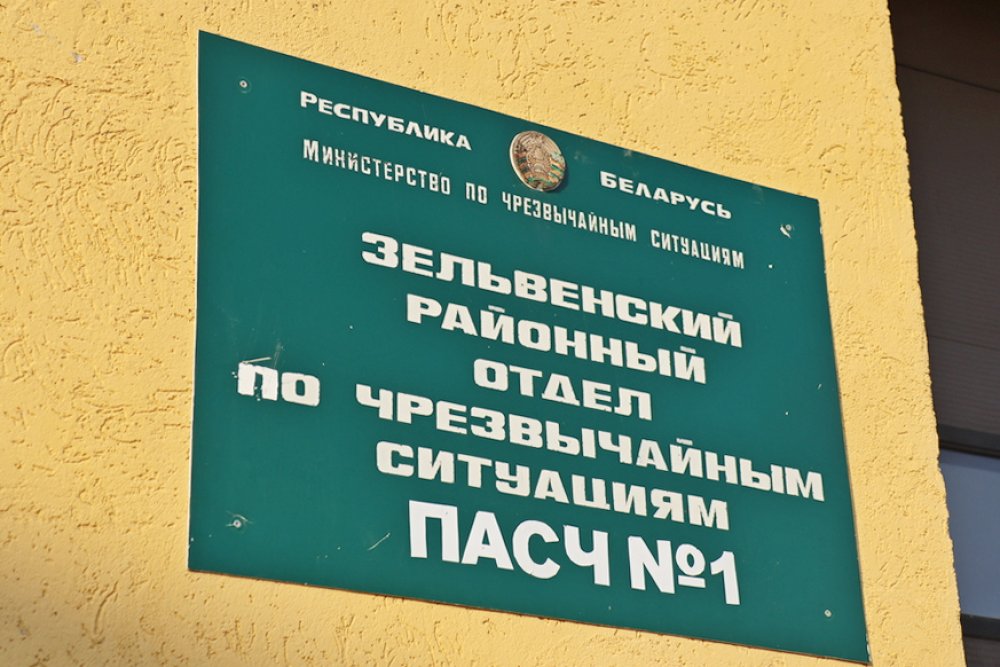 РЕСПУБЛИКА БЕЛАРУСЬ
МИНИСТЕРСТВО ПО ЧРЕЗВЫЧАЙНЫМ СИТУАЦИЯМ
ЗЕЛЬВЕНСКИЙ
РАЙОННЫЙ
ОТДЕЛ
ПО ЧРЕЗВЫЧАЙНЫМ
СИТУАЦИЯМ
ПАСЧ №1